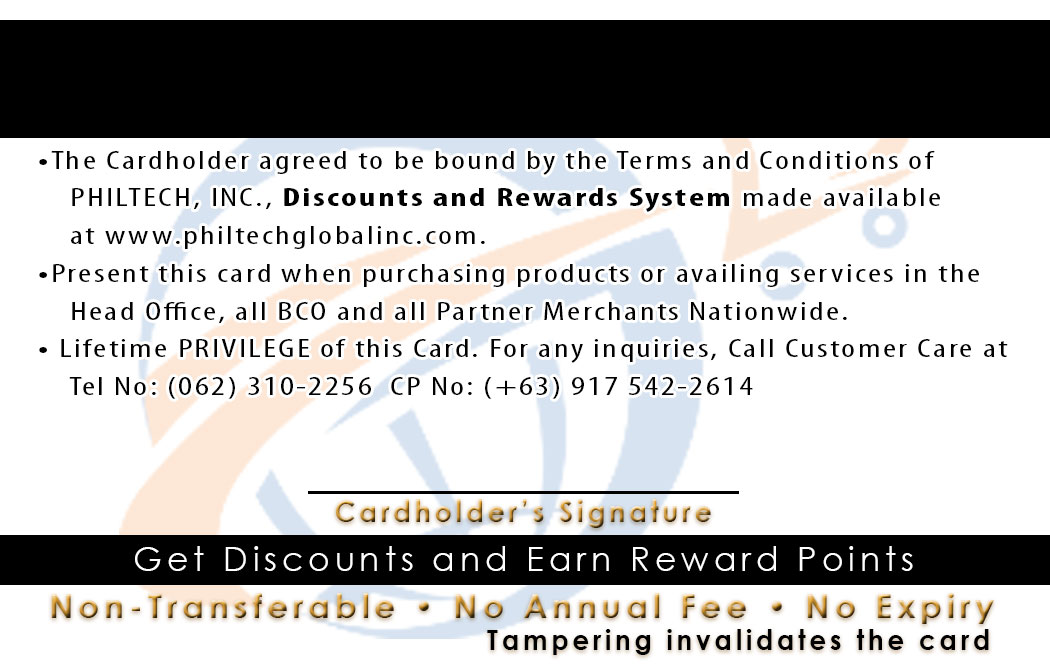 •The Cardholder agreed to be bound by the Terms and Conditions of
PHILTECH, INC., Discounts and Rewards System made available
at www.philtechglobalinc.com.
•Present this card when purchasing products or availing services in the
Head Office, all BCO and all Partner Merchants Nationwide.
• Lifetime PRIVILEGE of this Card. For any inquiries, Call Customer Care at
Tel No: (062) 310-2256 CP No: (+63) 917 542-2614
Cardholder's Signature
Get Discounts and Earn Reward Points
Non-Transferable • No Annual Fee • No Expiry
Tampering invalidates the card